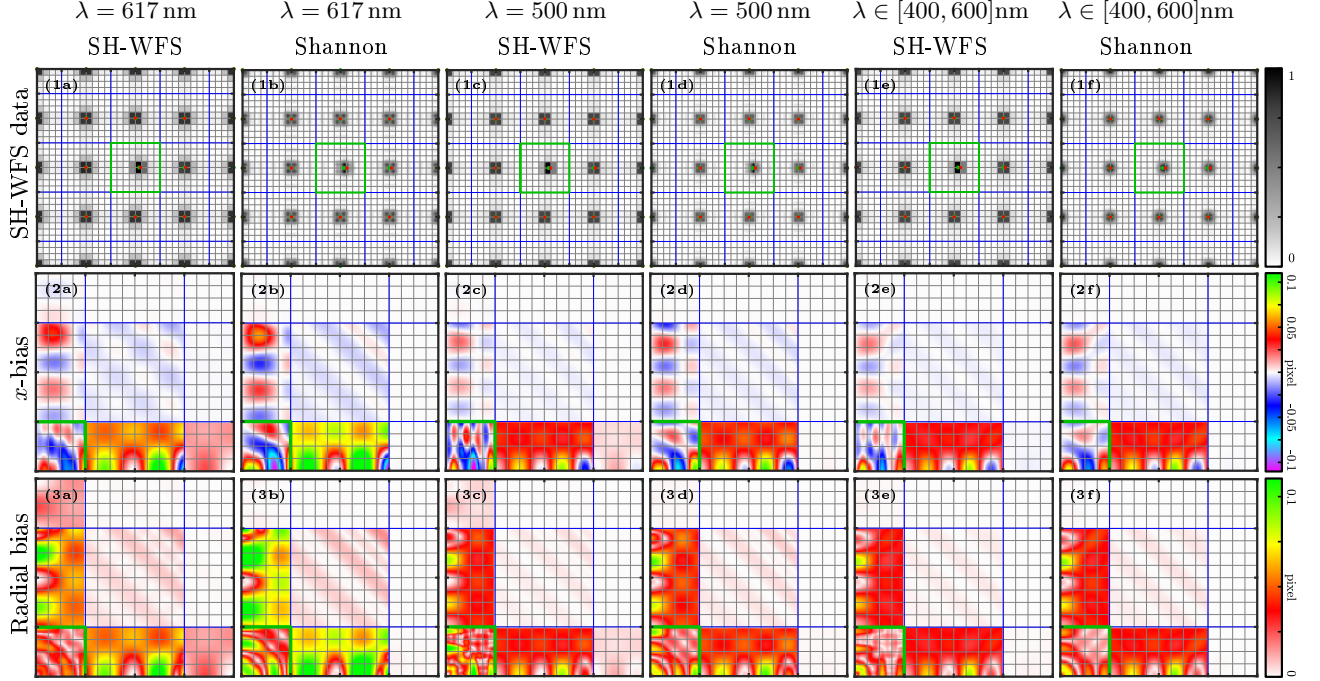 λ = 617 nm λ = 617 nm λ = 500 nm λ = 500 nm λ ∈ [400, 600]nm λ ∈ [400, 600]nm
SH-WFS Shannon SH-WFS Shannon SH-WFS Shannon
SH-WFS data
(1a) (1b) (1c) (1d) (1e) (1f)
1
0
x-bias
(2a) (2b) (2c) (2d) (2e) (2f)
0.1
0.05
pixel
-0.05
-0.1
Radial bias
(3a) (3b) (3c) (3d) (3e) (3f)
0.1
pixel
0